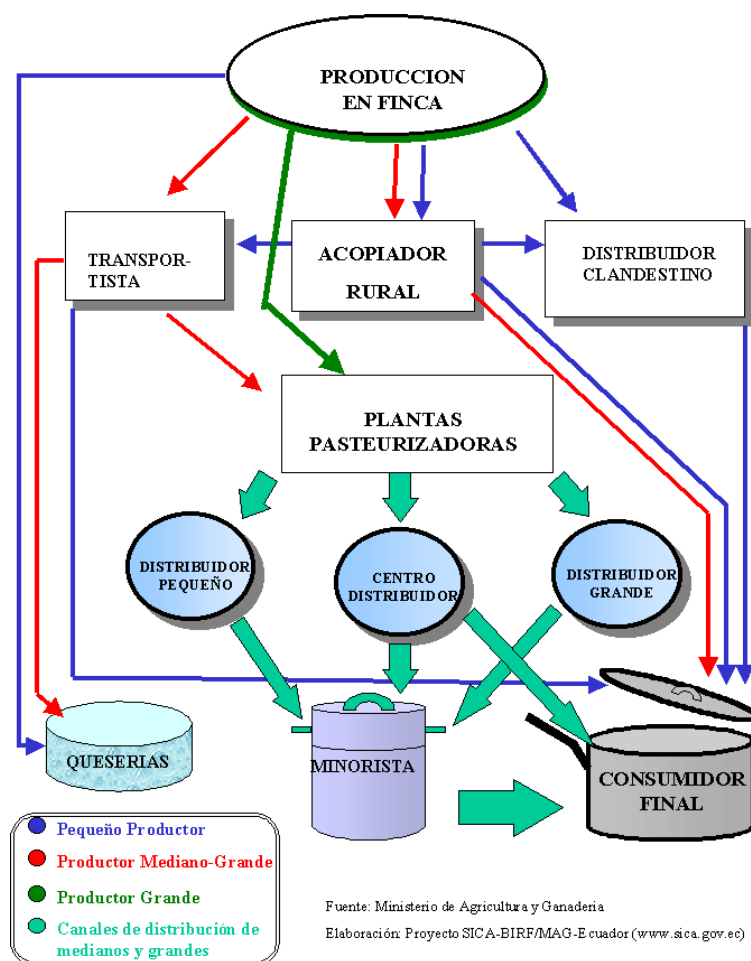 PRODUCCION
EN FINCA
TRANSPOR-
TISTA
ACOPIADOR
RURAL
DISTRIBUIDOR
CLANDESTINO
PLANTAS
PASTEURIZADORAS
DISTRIBUIDOR
PEQUEÑO
CENTRO
DISTRIBUIDOR
DISTRIBUIDOR
GRANDE
QUESERIAS
MINORISTA
CONSUMIDOR
FINAL
Pequeño Productor
Productor Mediano-Grande
Productor Grande
Canales de distribución de
medianos y grandes
Fuente: Ministerio de Agricultura y Ganaderia
Elaboración: Proyecto SICA-BIRF/MAG-Ecuador (www.sica.gov.ec)